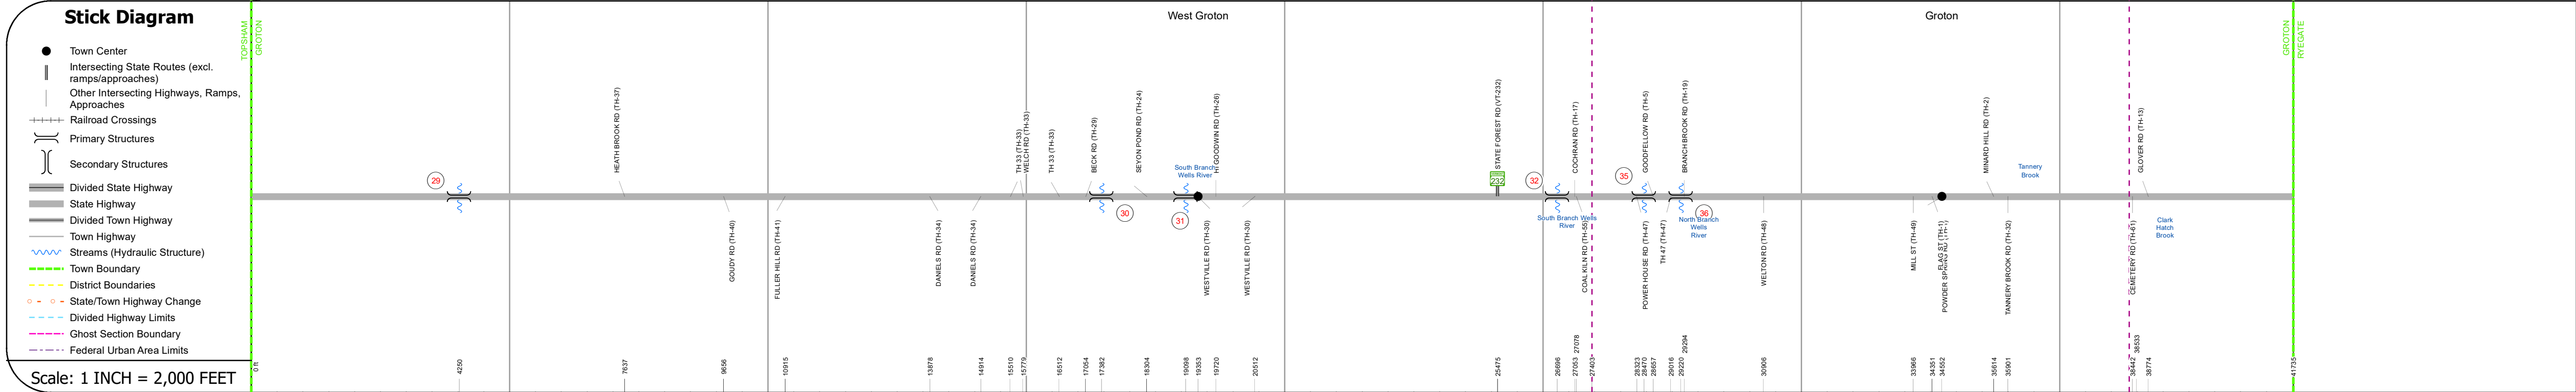 Stick Diagram
Town Center
Intersecting State Routes (excl.
ramps/approaches)
Other Intersecting Highways, Ramps,
Approaches
Railroad Crossings
Primary Structures
Secondary Structures
Divided State Highway
State Highway
Divided Town Highway
Town Highway
Streams (Hydraulic Structure)
Town Boundary
District Boundaries
State/Town Highway Change
Divided Highway Limits
Ghost Section Boundary
Federal Urban Area Limits
Scale: 1 INCH = 2,000 FEET
TOPSHAM
GROTON
West Groton
Groton
GROTON
RYEGATE
HEATH BROOK RD (TH-37)
TH 33 (TH-33)
WELCH RD (TH-33)
TH 33 (TH-33)
BECK RD (TH-29)
SEYON POND RD (TH-24)
GOODWIN RD (TH-26)
STATE FOREST RD (VT-232)
COCHRAN RD (TH-17)
GOODFELLOW RD (TH-5)
BRANCH BROOK RD (TH-19)
MINARD HILL RD (TH-2)
GLOVER RD (TH-13)
South Branch
Wells River
Tannery
Brook
29
232
32
35
30
31
36
South Branch Wells
River
North Branch
Wells
River
Clark
Hatch
Brook
GOUDY RD (TH-40)
FULLER HILL RD (TH-41)
DANIELS RD (TH-34)
DANIELS RD (TH-34)
WESTVILLE RD (TH-30)
WESTVILLE RD (TH-30)
COAL KILN RD (TH-55)
POWER HOUSE RD (TH-47)
TH 47 (TH-47)
WELTON RD (TH-48)
MILL ST (TH-49)
FLAG ST (TH-1)
POWDER SPRING RD
TANNERY BROOK RD (TH-32)
CEMETERY RD (TH-61)
0 ft
4250
7637
9656
10915
13878
14914
15510
15779
16512
17054
17382
18304
19098
19353
19720
20512
25475
26696
27053
27078
27403
28323
28470
28657
29016
29220
29294
30906
33966
34351
34552
35614
35901
38442
38533
38774
41735